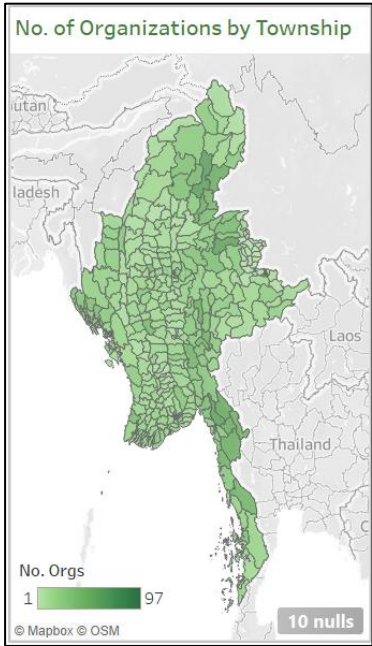 No. of Organizations by Township
utan
ladesh
Laos
Thailand
C
No. Orgs
1 97
10 nulls
© Mapbox © OSM